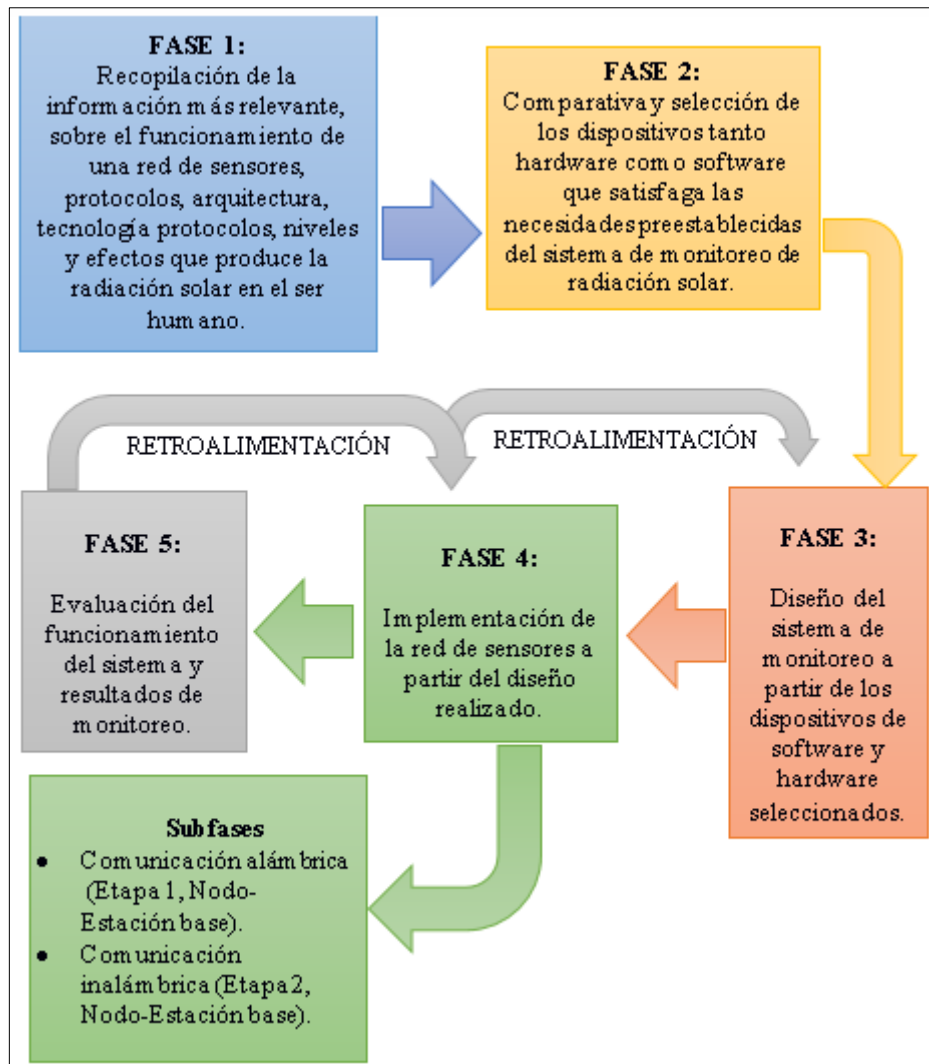 FASE 1:
Recopilación de la
información más relevante,
sobre el funcionamiento de
una red de sensores,
protocolos, arquitectura,
tecnología protocolos, niveles
y efectos que produce la
radiación solar en el ser
humano.
FASE 2:
Comparativa y selección de
los dispositivos tanto
hardware como software
que satisfaga las
necesidades preestablecidas
del sistema de monitoreo de
radiación solar.
RETROALIMENTACIÓN
RETROALIMENTACIÓN
FASE 3:
Diseño del
sistema de
monitoreo a
partir de los
dispositivos de
software y
hardware
seleccionados.
FASE 4:
Implementación de
la red de sensores a
partir del diseño
realizado.
FASE 5:
Evaluación del
funcionamiento
del sistema y
resultados de
monitoreo.
Subfases
● Comunicación alámbrica
(Etapa 1, Nodo-
Estación base).
● Comunicación
inalámbrica (Etapa 2,
Nodo-Estación base).